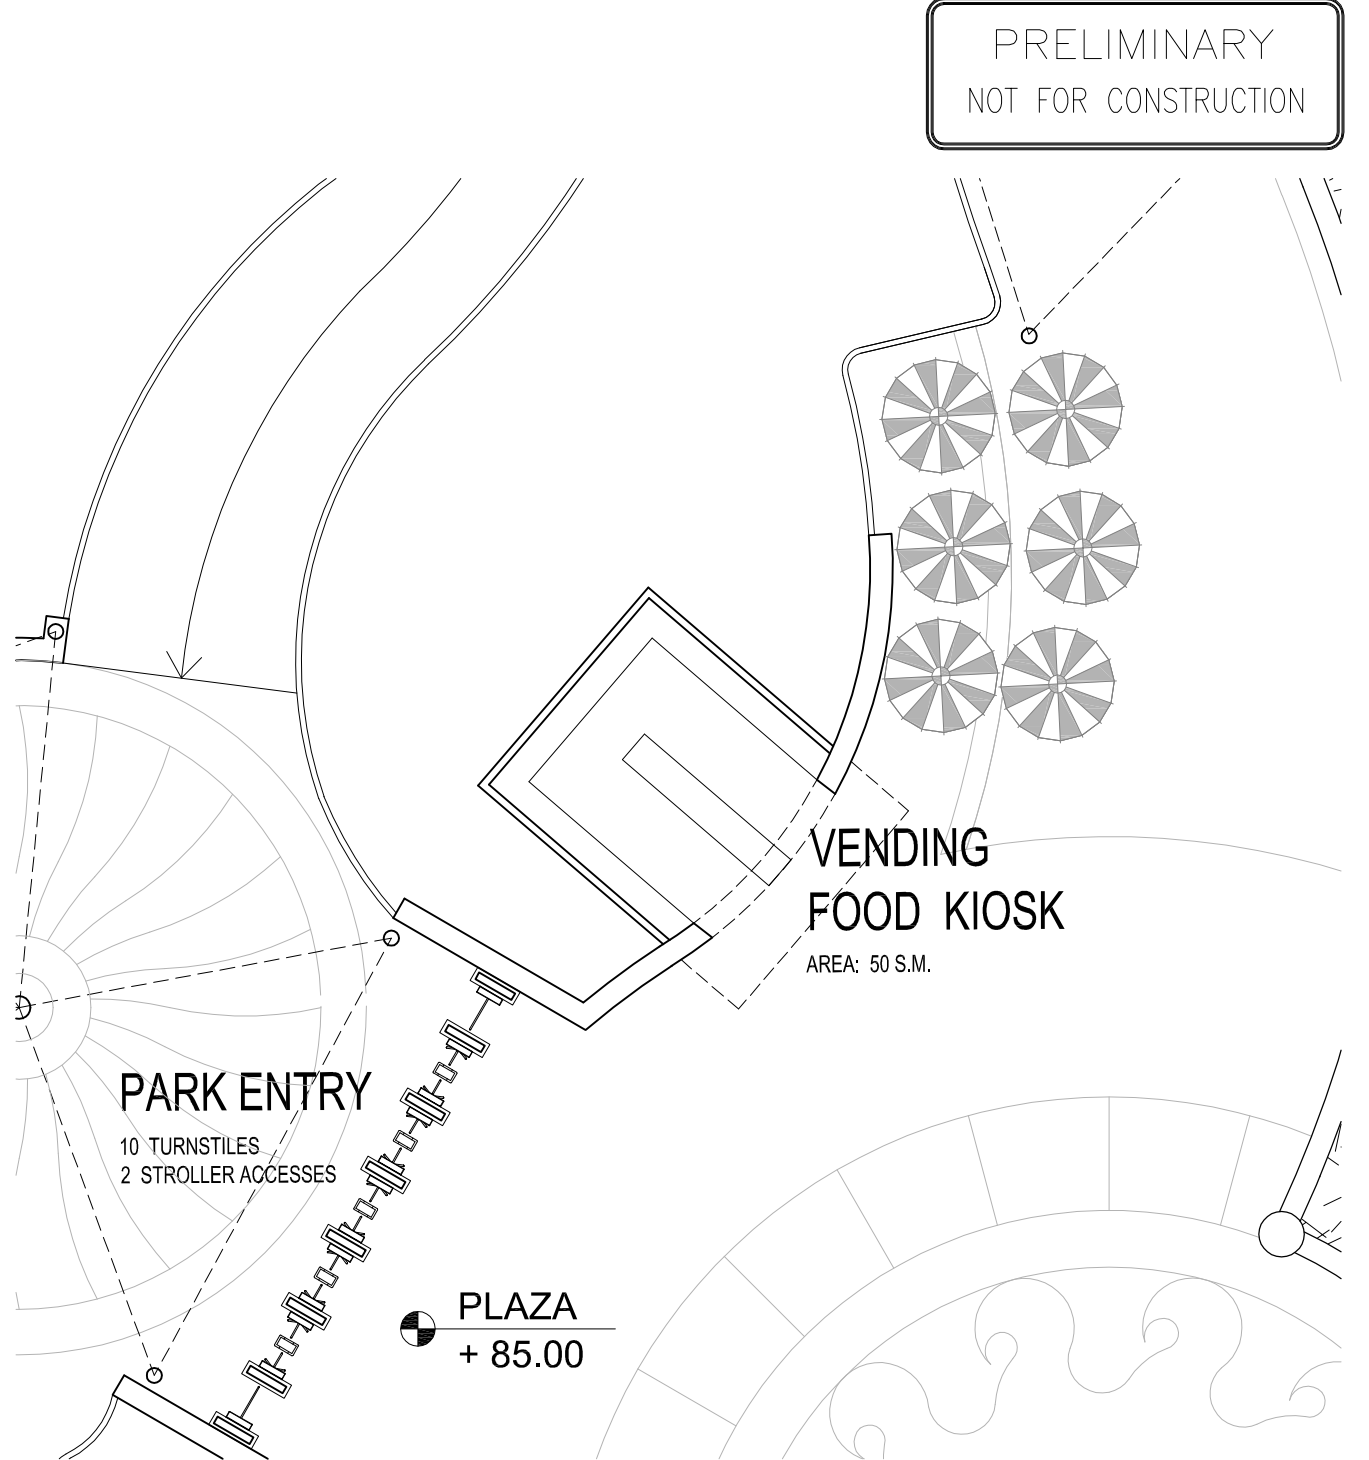 PRELIMINARY
NOT FOR CONSTRUCTION
VENDING
FOOD KIOSK
AREA: 50 S.M.
PARK ENTRY
10 TURNSTILES
2 STROLLER ACCESSES
PLAZA
+ 85.00